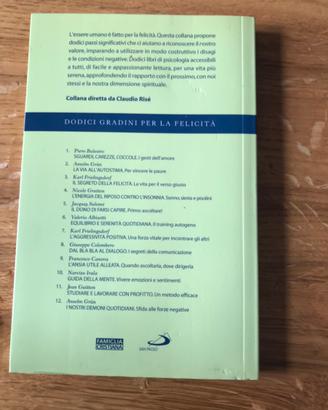 L'essere umano è fatto per la felicità. Questa collana propone
dodici passi significativi che ci aiutano a riconoscere il nostro
valore, imparando a utilizzare in modo costruttivo i disagi
e le condizioni negative. Dodici libri di psicologia accessibili
a tutti, di facile e appassionante lettura, per una vita più
serena, approfondendo il rapporto con il prossimo, con noi
stessi e la nostra dimensione spirituale.
Collana diretta da Claudio Risé
DODICI GRADINI PER LA FELICITÀ
1. Piero Balestro
SGUARDI, CAREZZE, COCCOLE. I gesti dell'amore
2. Anselm Grün
LA VIA ALL'AUTOSTIMA. Per vincere le paure
3. Karl Frielingsdorf
IL SEGRETO DELLA FELICITÀ. La vita per il verso giusto
4. Nicole Gratton
L'ENERGIA DEL RIPOSO CONTRO L'INSONNIA. Sonno, siesta e pisolini
5. Jacques Salomé
IL DONO DI FARSI CAPIRE. Primo: ascoltare!
6. Valerio Albisetti
EQUILIBRIO E SERENITÀ QUOTIDIANA. Il training autogeno
7. Karl Frielingsdorf
L'AGGRESSIVITÀ POSITIVA. Una forza vitale per incontrare gli altri
8. Giuseppe Colombero
DAL BLA BLA AL DIALOGO. I segreti della comunicazione
9. Francesco Canova
L'ANSIA UTILE ALLEATA. Quando ascoltarla, dove dirigerla
10. Narciso Irala
GUIDA DELLA MENTE. Vivere emozioni e sentimenti
11. Jean Guitton
STUDIARE E LAVORARE CON PROFITTO. Un metodo efficace
12. Anselm Grün
I NOSTRI DEMONI QUOTIDIANI. Sfida alle forze negative
FAMIGLIA
CRISTIANA
SAN PAOLO